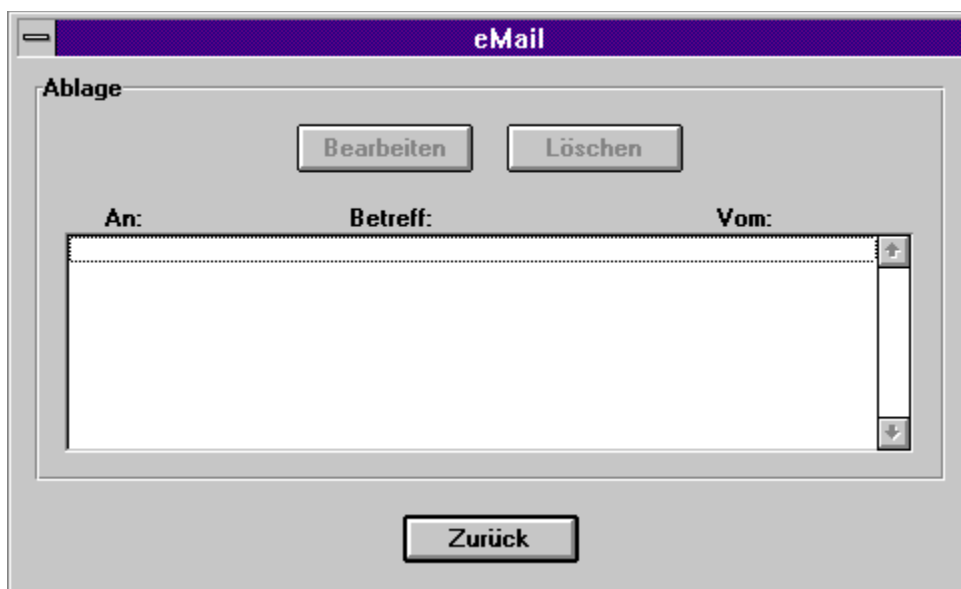 eMail
Ablage
Bearbeiten Löschen
An: Betreff: Vom:
Zurück